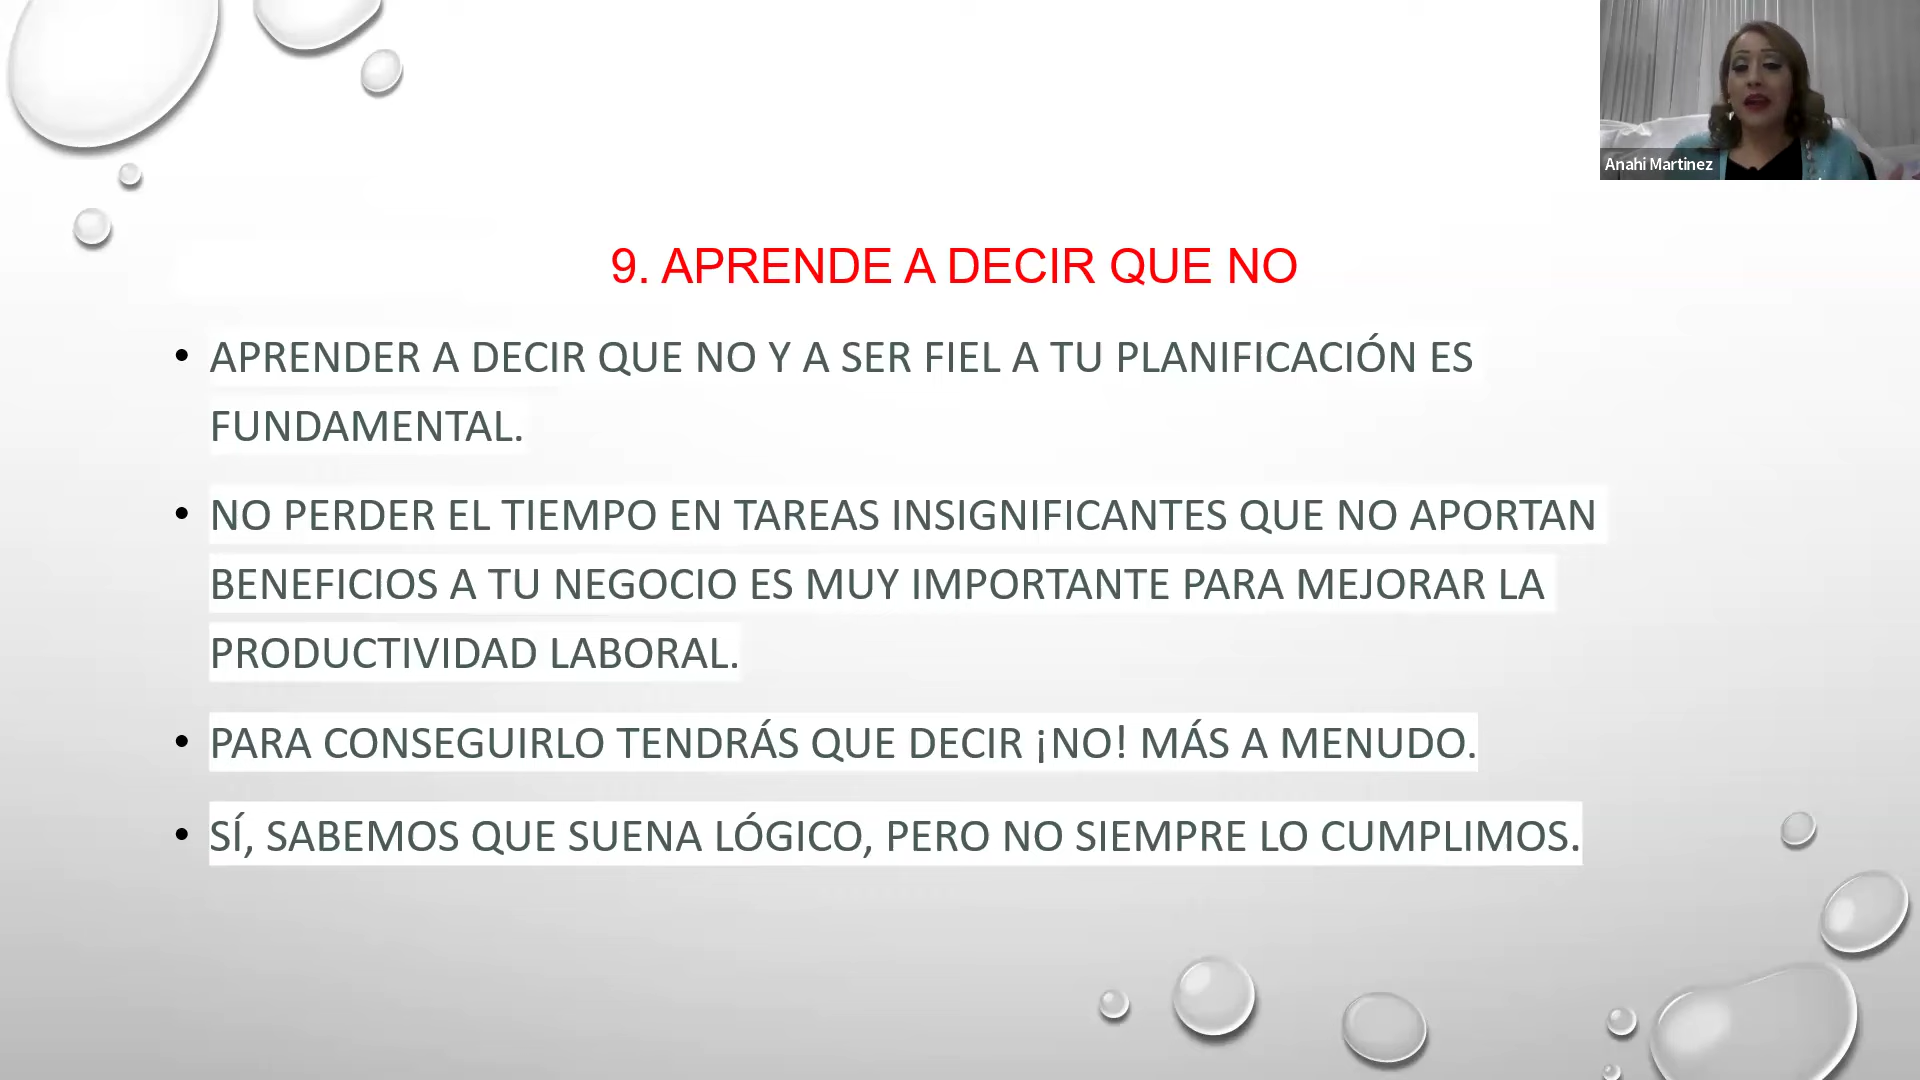 Anahi Martinez
9. APRENDE A DECIR QUE NO
• APRENDER A DECIR QUE NO Y A SER FIEL A TU PLANIFICACIÓN ES
FUNDAMENTAL.
• NO PERDER EL TIEMPO EN TAREAS INSIGNIFICANTES QUE NO APORTAN
BENEFICIOS A TU NEGOCIO ES MUY IMPORTANTE PARA MEJORAR LA
PRODUCTIVIDAD LABORAL.
• PARA CONSEGUIRLO TENDRÁS QUE DECIR ¡NO! MÁS A MENUDO.
• SÍ, SABEMOS QUE SUENA LÓGICO, PERO NO SIEMPRE LO CUMPLIMOS.